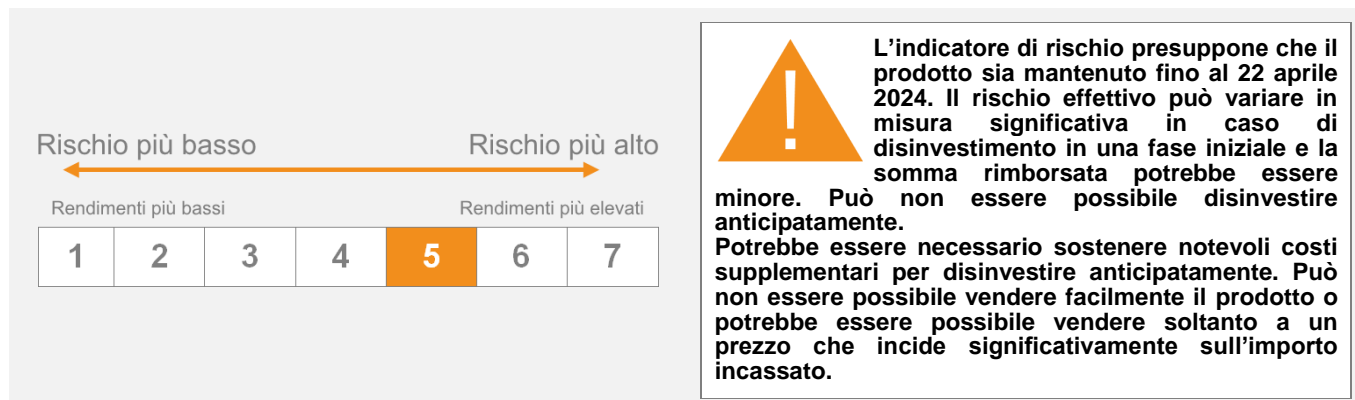 Rischio più basso Rischio più alto
Rendimenti più bassi Rendimenti più elevati
1 2 3 4 5 6 7
!
L'indicatore di rischio presuppone che il
prodotto sia mantenuto fino al 22 aprile
2024. Il rischio effettivo può variare in
misura significativa in caso di
disinvestimento in una fase iniziale e la
somma rimborsata potrebbe essere
minore. Può non essere possibile disinvestire
anticipatamente.
Potrebbe essere necessario sostenere notevoli costi
supplementari per disinvestire anticipatamente. Può
non essere possibile vendere facilmente il prodotto o
potrebbe essere possibile vendere soltanto a un
prezzo che incide significativamente sull'importo
incassato.